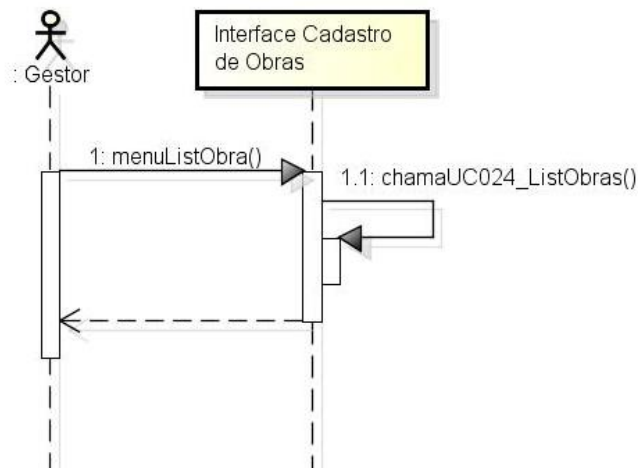 Interface Cadastro
de Obras
: Gestor
1: menuListObra()
1.1: chamaUC024_ListObras()